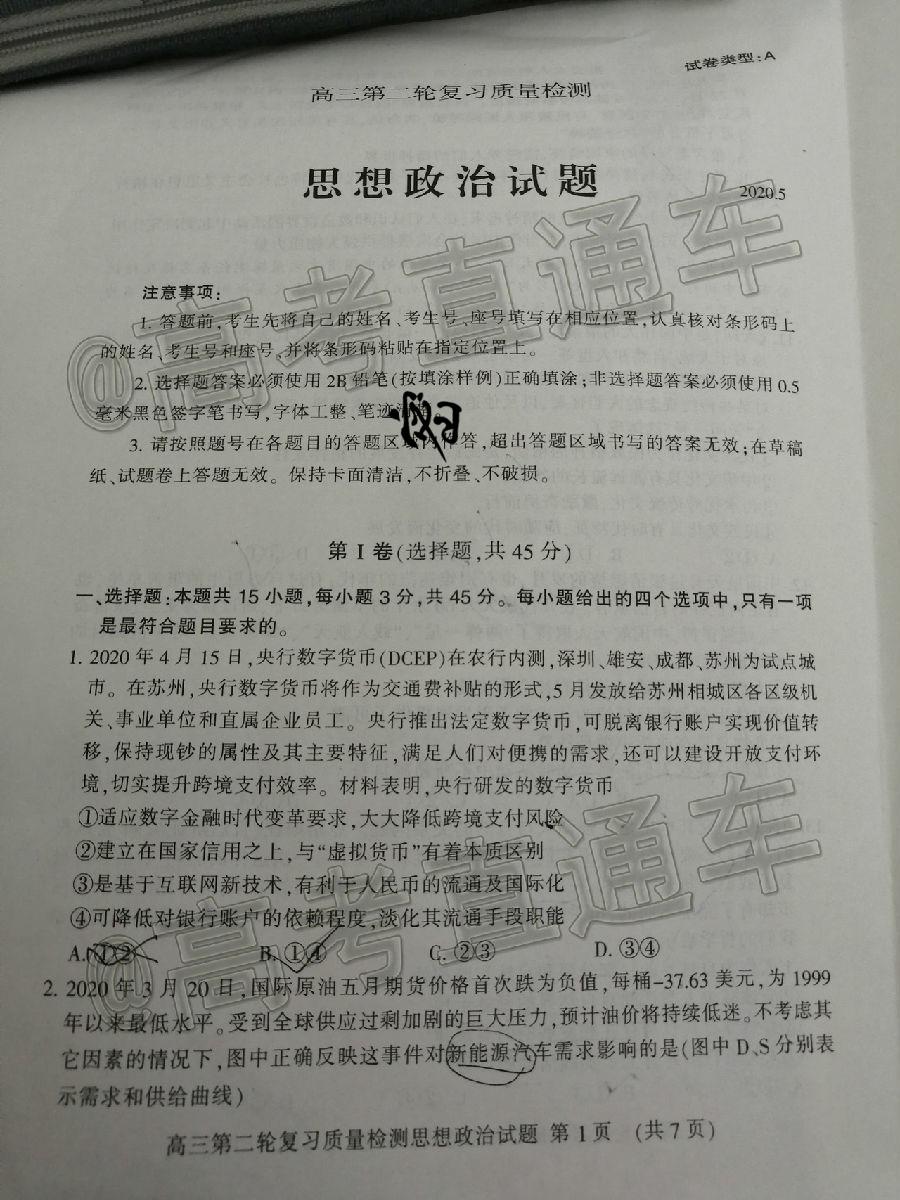 试卷类型:A
高三第二轮复习质量检测
思想政治试题
2020.5
注意事项:
1. 答题前,考生先将自己的姓名、考生号、座号填写在相应位置,认真核对条形码上
的姓名、考生号和座号,并将条形码粘贴在指定位置上。
2. 选择题答案必须使用2B铅笔(按填涂样例)正确填涂;非选择题答案必须使用0.5
毫米黑色签字笔书写,字体工整、笔迹
3. 请按照题号在各题目的答题区域内作答,超出答题区域书写的答案无效;在草稿
纸、试题卷上答题无效。保持卡面清洁,不折叠、不破损。
第Ⅰ卷(选择题,共45分)
一、选择题:本题共15小题,每小题3分,共45分。每小题给出的四个选项中,只有一项
是最符合题目要求的。
1. 2020年4月15日,央行数字货币(DCEP)在农行内测,深圳、雄安、成都、苏州为试点城
市。在苏州,央行数字货币将作为交通费补贴的形式,5月发放给苏州相城区各区级机
关、事业单位和直属企业员工。央行推出法定数字货币,可脱离银行账户实现价值转
移,保持现钞的属性及其主要特征,满足人们对便携的需求,还可以建设开放支付环
境,切实提升跨境支付效率。材料表明,央行研发的数字货币
①适应数字金融时代变革要求,大大降低跨境支付风险
②建立在国家信用之上,与“虚拟货币”有着本质区别
③是基于互联网新技术,有利于人民币的流通及国际化
④可降低对银行账户的依赖程度,淡化其流通手段职能
A.①② B.①④ C.②③ D.③④
2. 2020年3月20日,国际原油五月期货价格首次跌为负值,每桶-37.63美元,为1999
年以来最低水平。受到全球供应过剩加剧的巨大压力,预计油价将持续低迷。不考虑其
它因素的情况下,图中正确反映这事件对新能源汽车需求影响的是(图中D、S分别表
示需求和供给曲线)
高三第二轮复习质量检测思想政治试题 第1页 (共7页)
@高考直通车
@高考直通车